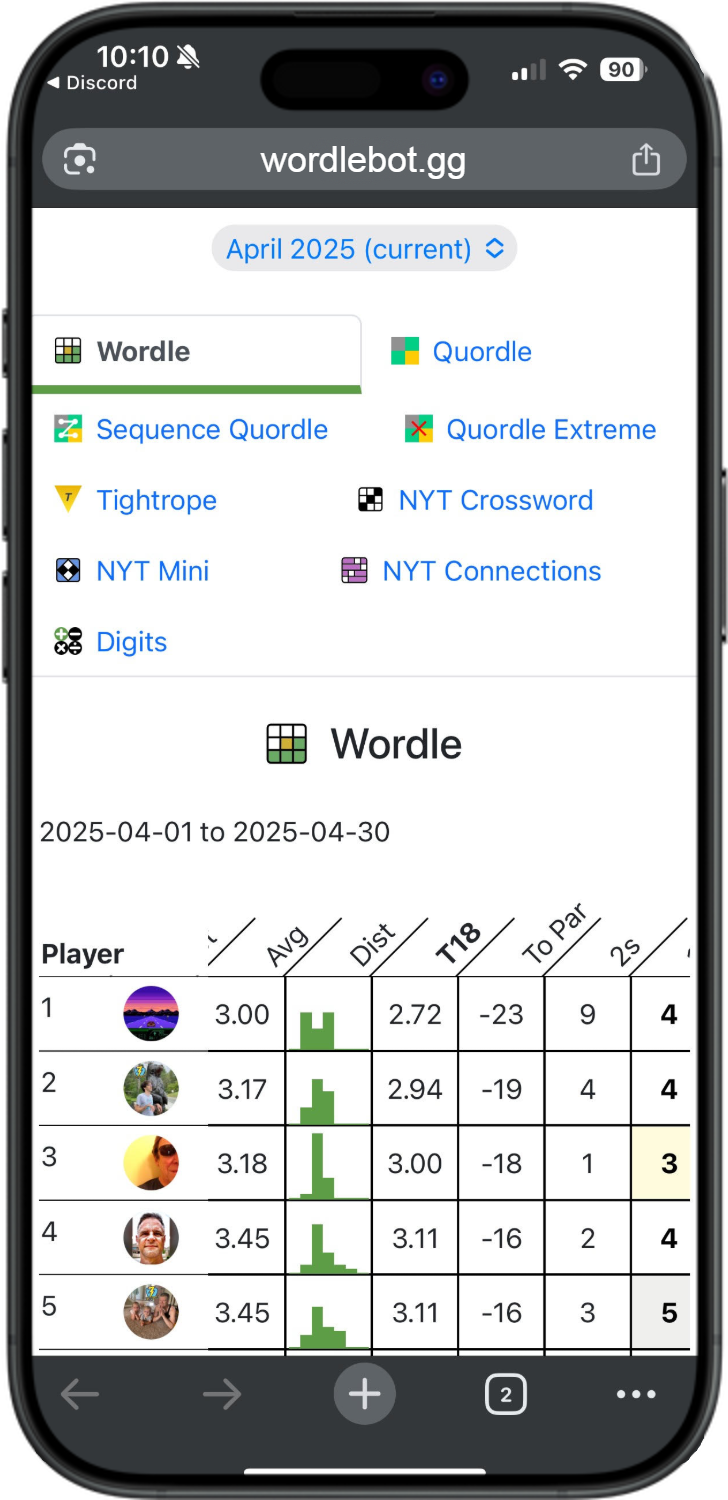 10:10
◀ Discord
90
wordlebot.gg
April 2025 (current)
Wordle
Quordle
Sequence Quordle
Quordle Extreme
T
Tightrope
NYT Crossword
NYT Mini
NYT Connections
Digits
Wordle
2025-04-01 to 2025-04-30
Player Avg Dist T18 To Par 2s
1 3.00 2.72 -23 9 4
2 3.17 2.94 -19 4 4
3 3.18 3.00 -18 1 3
4 3.45 3.11 -16 2 4
5 3.45 3.11 -16 3 5
2